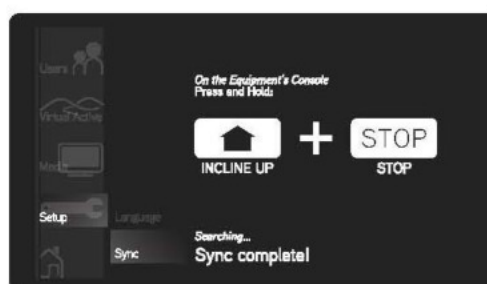 Users
Virtual Active
Media
Setup
Language
Sync
On the Equipment's Console
Press and Hold:
STOP
INCLINE UP
STOP
Searching...
Sync complete!